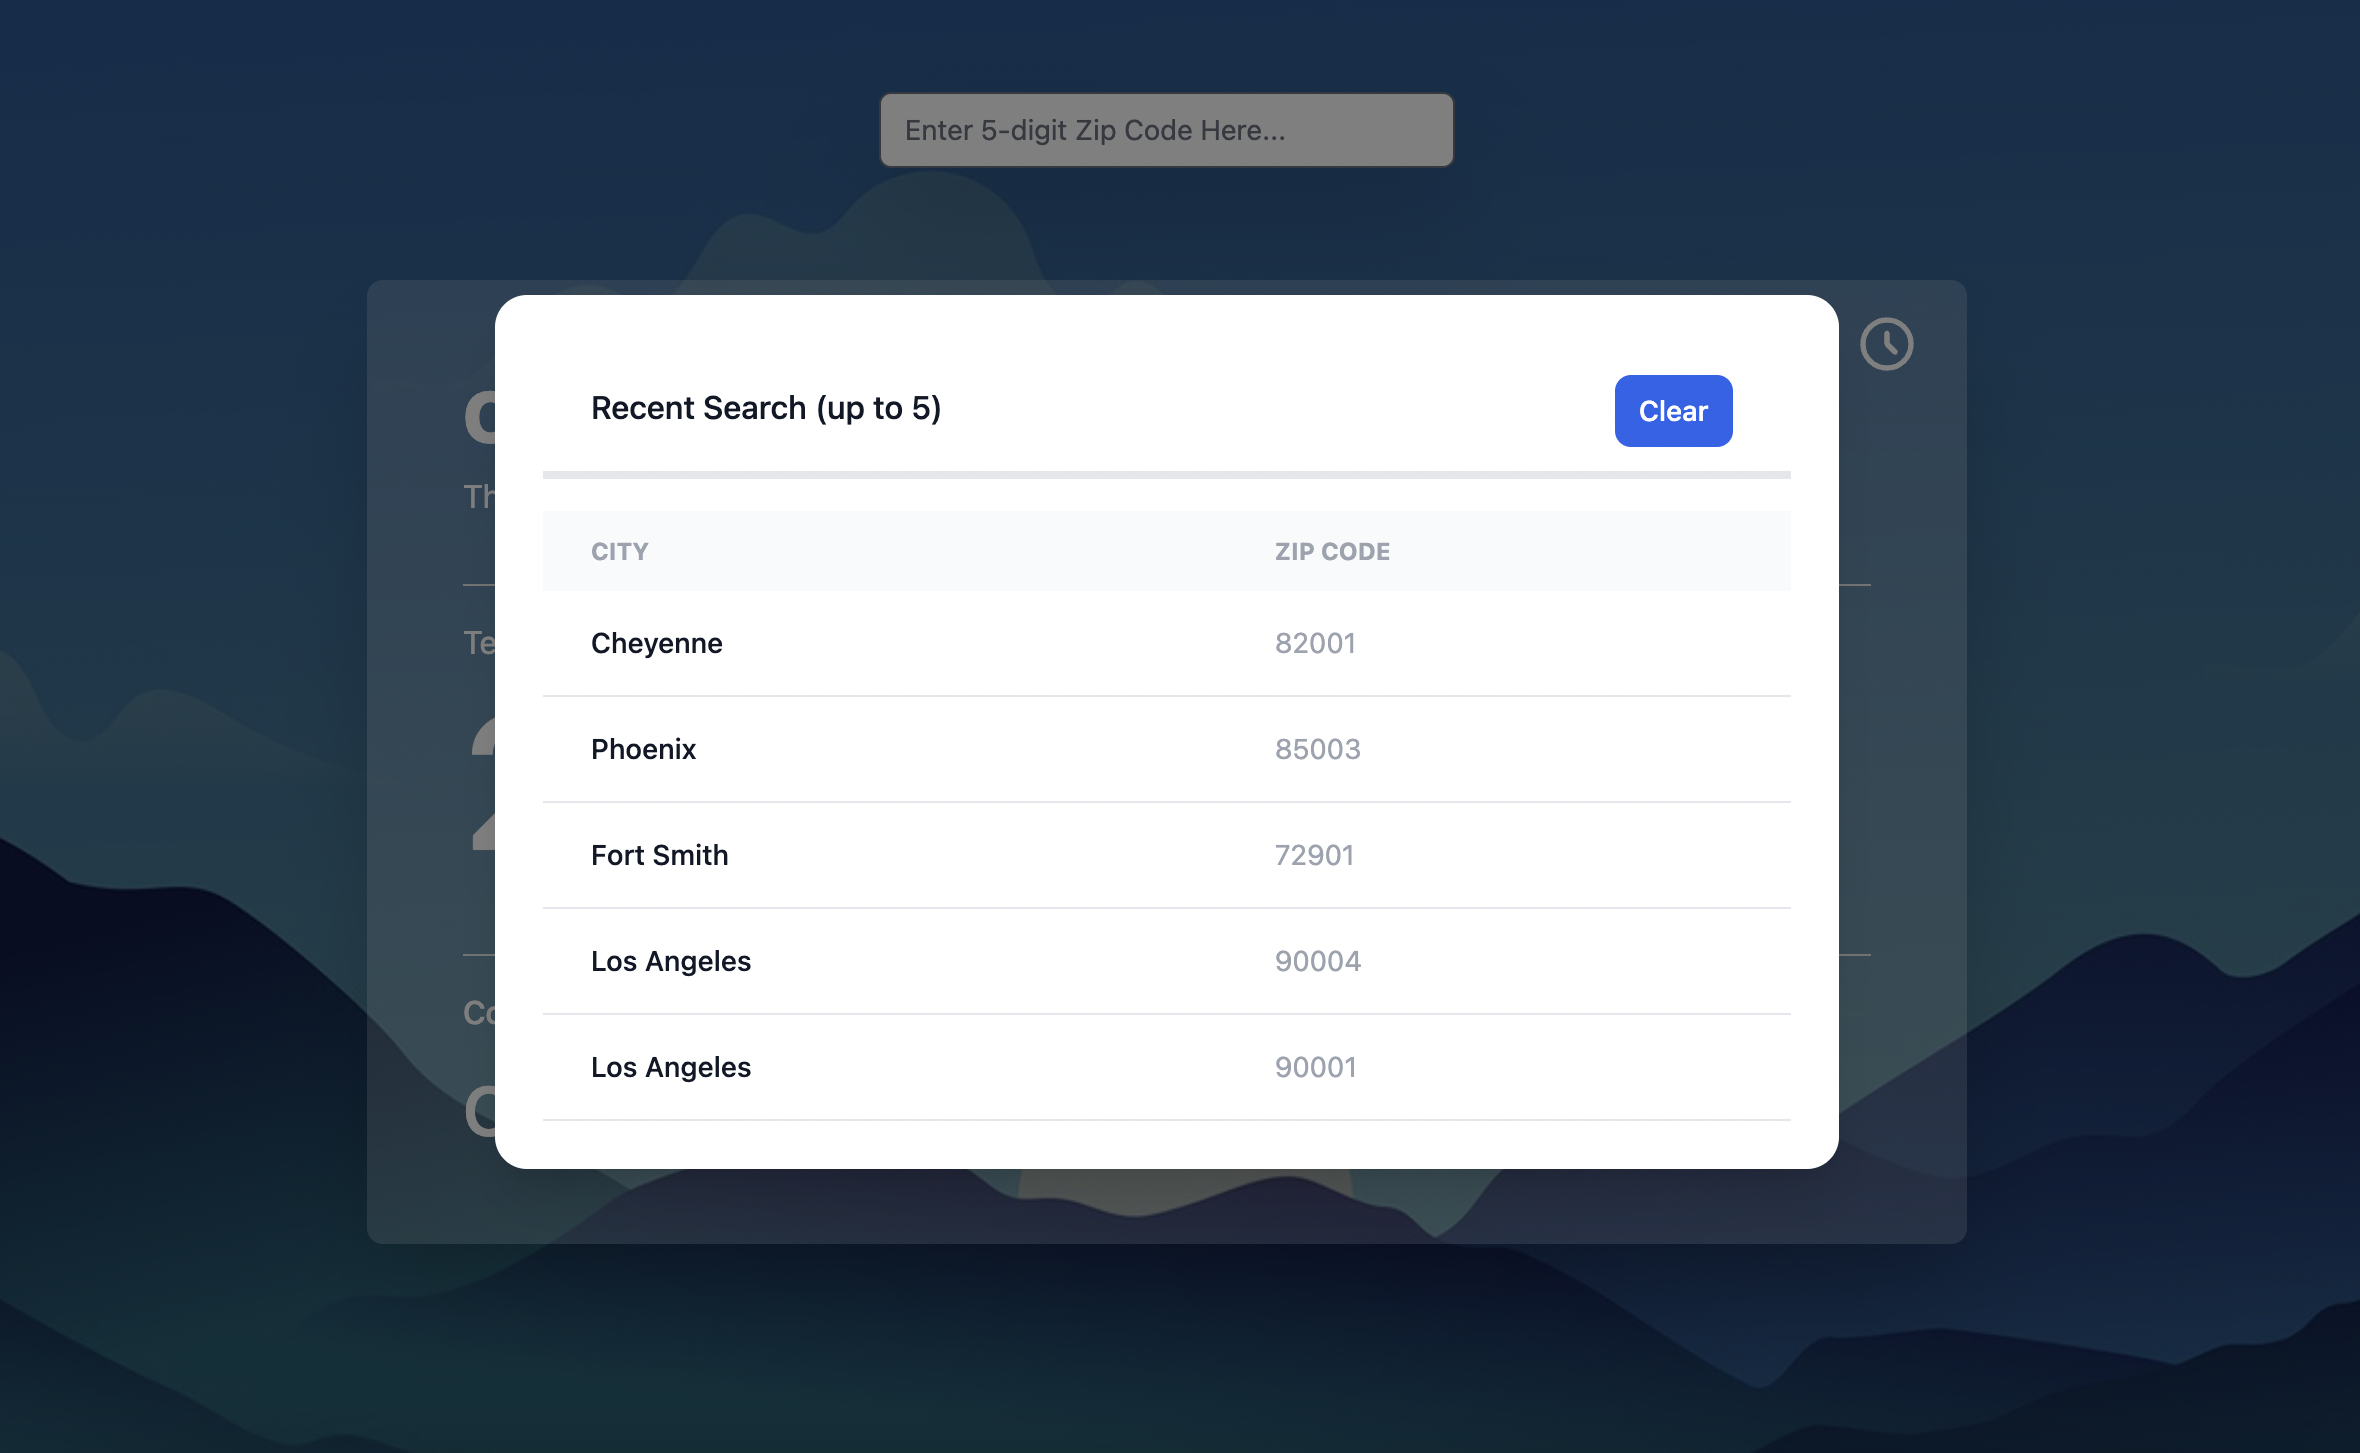 Enter 5-digit Zip Code Here...
Recent Search (up to 5)
Clear
CITY ZIP CODE
Cheyenne 82001
Phoenix 85003
Fort Smith 72901
Los Angeles 90004
Los Angeles 90001